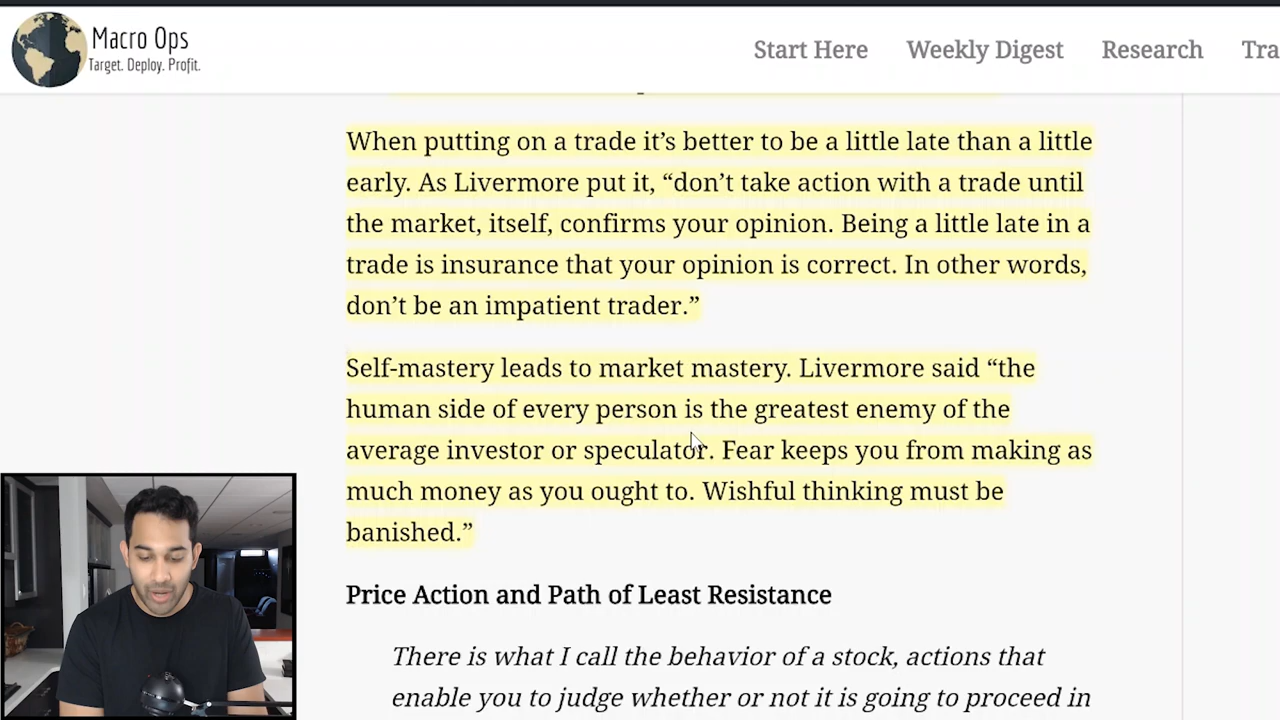 Macro Ops
Target. Deploy. Profit.
Start Here
Weekly Digest
Research
Tra
When putting on a trade it’s better to be a little late than a little
early. As Livermore put it, “don’t take action with a trade until
the market, itself, confirms your opinion. Being a little late in a
trade is insurance that your opinion is correct. In other words,
don’t be an impatient trader.”
Self-mastery leads to market mastery. Livermore said “the
human side of every person is the greatest enemy of the
average investor or speculator. Fear keeps you from making as
much money as you ought to. Wishful thinking must be
banished.”
Price Action and Path of Least Resistance
There is what I call the behavior of a stock, actions that
enable you to judge whether or not it is going to proceed in